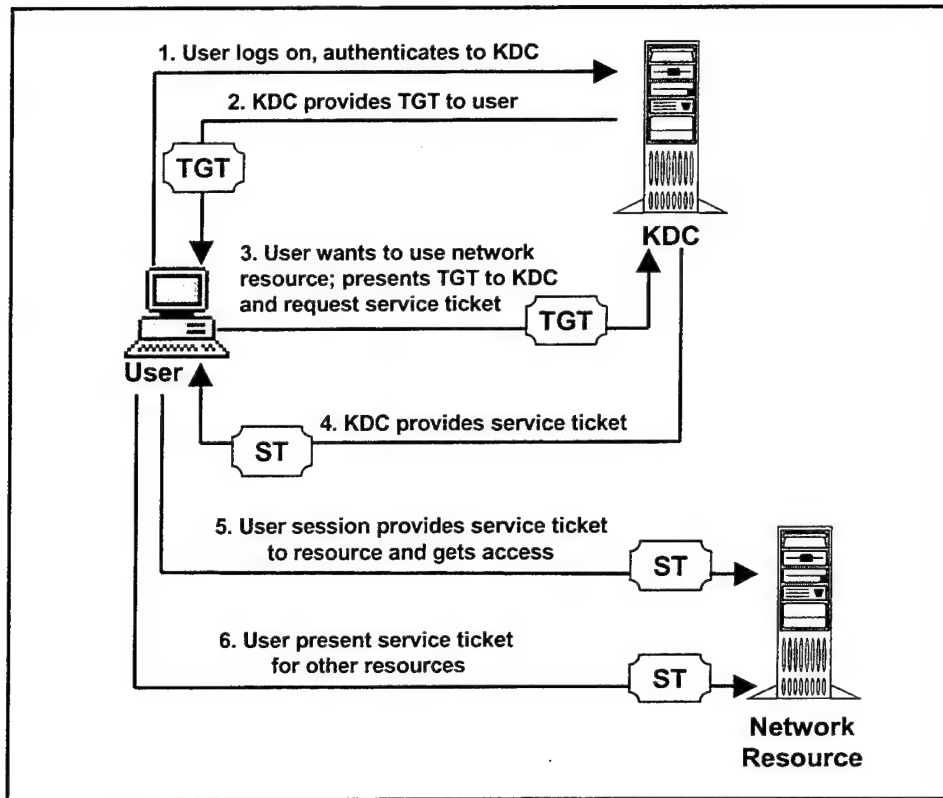 1. User logs on, authenticates to KDC
2. KDC provides TGT to user
TGT
KDC
3. User wants to use network
resource; presents TGT to KDC
and request service ticket
TGT
User
4. KDC provides service ticket
ST
5. User session provides service ticket
to resource and gets access
ST
6. User present service ticket
for other resources
ST
Network
Resource